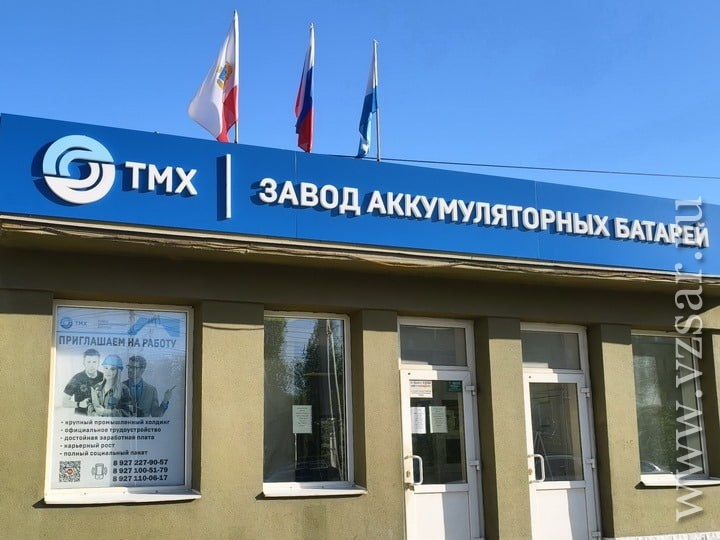 ТМХ
ЗАВОД АККУМУЛЯТОРНЫХ БАТАРЕЙ
ТМХ
ПРИГЛАШАЕМ НА РАБОТУ
- крупный промышленный холдинг
- официальное трудоустройство
- достойная заработная плата
- карьерный рост
- полный социальный пакет
8 927 227-90-57
8 927 100-51-79
8 927 110-06-17
www.vzsar.ru